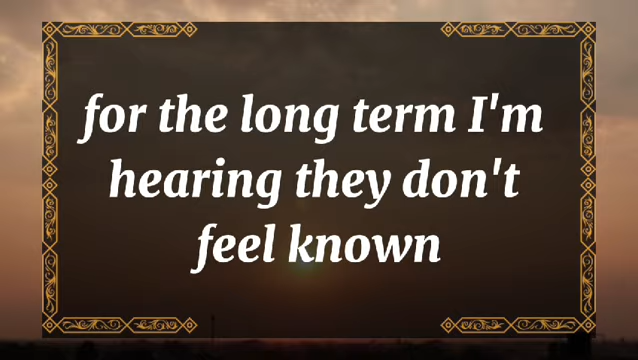 for the long term I'm
hearing they don't
feel known